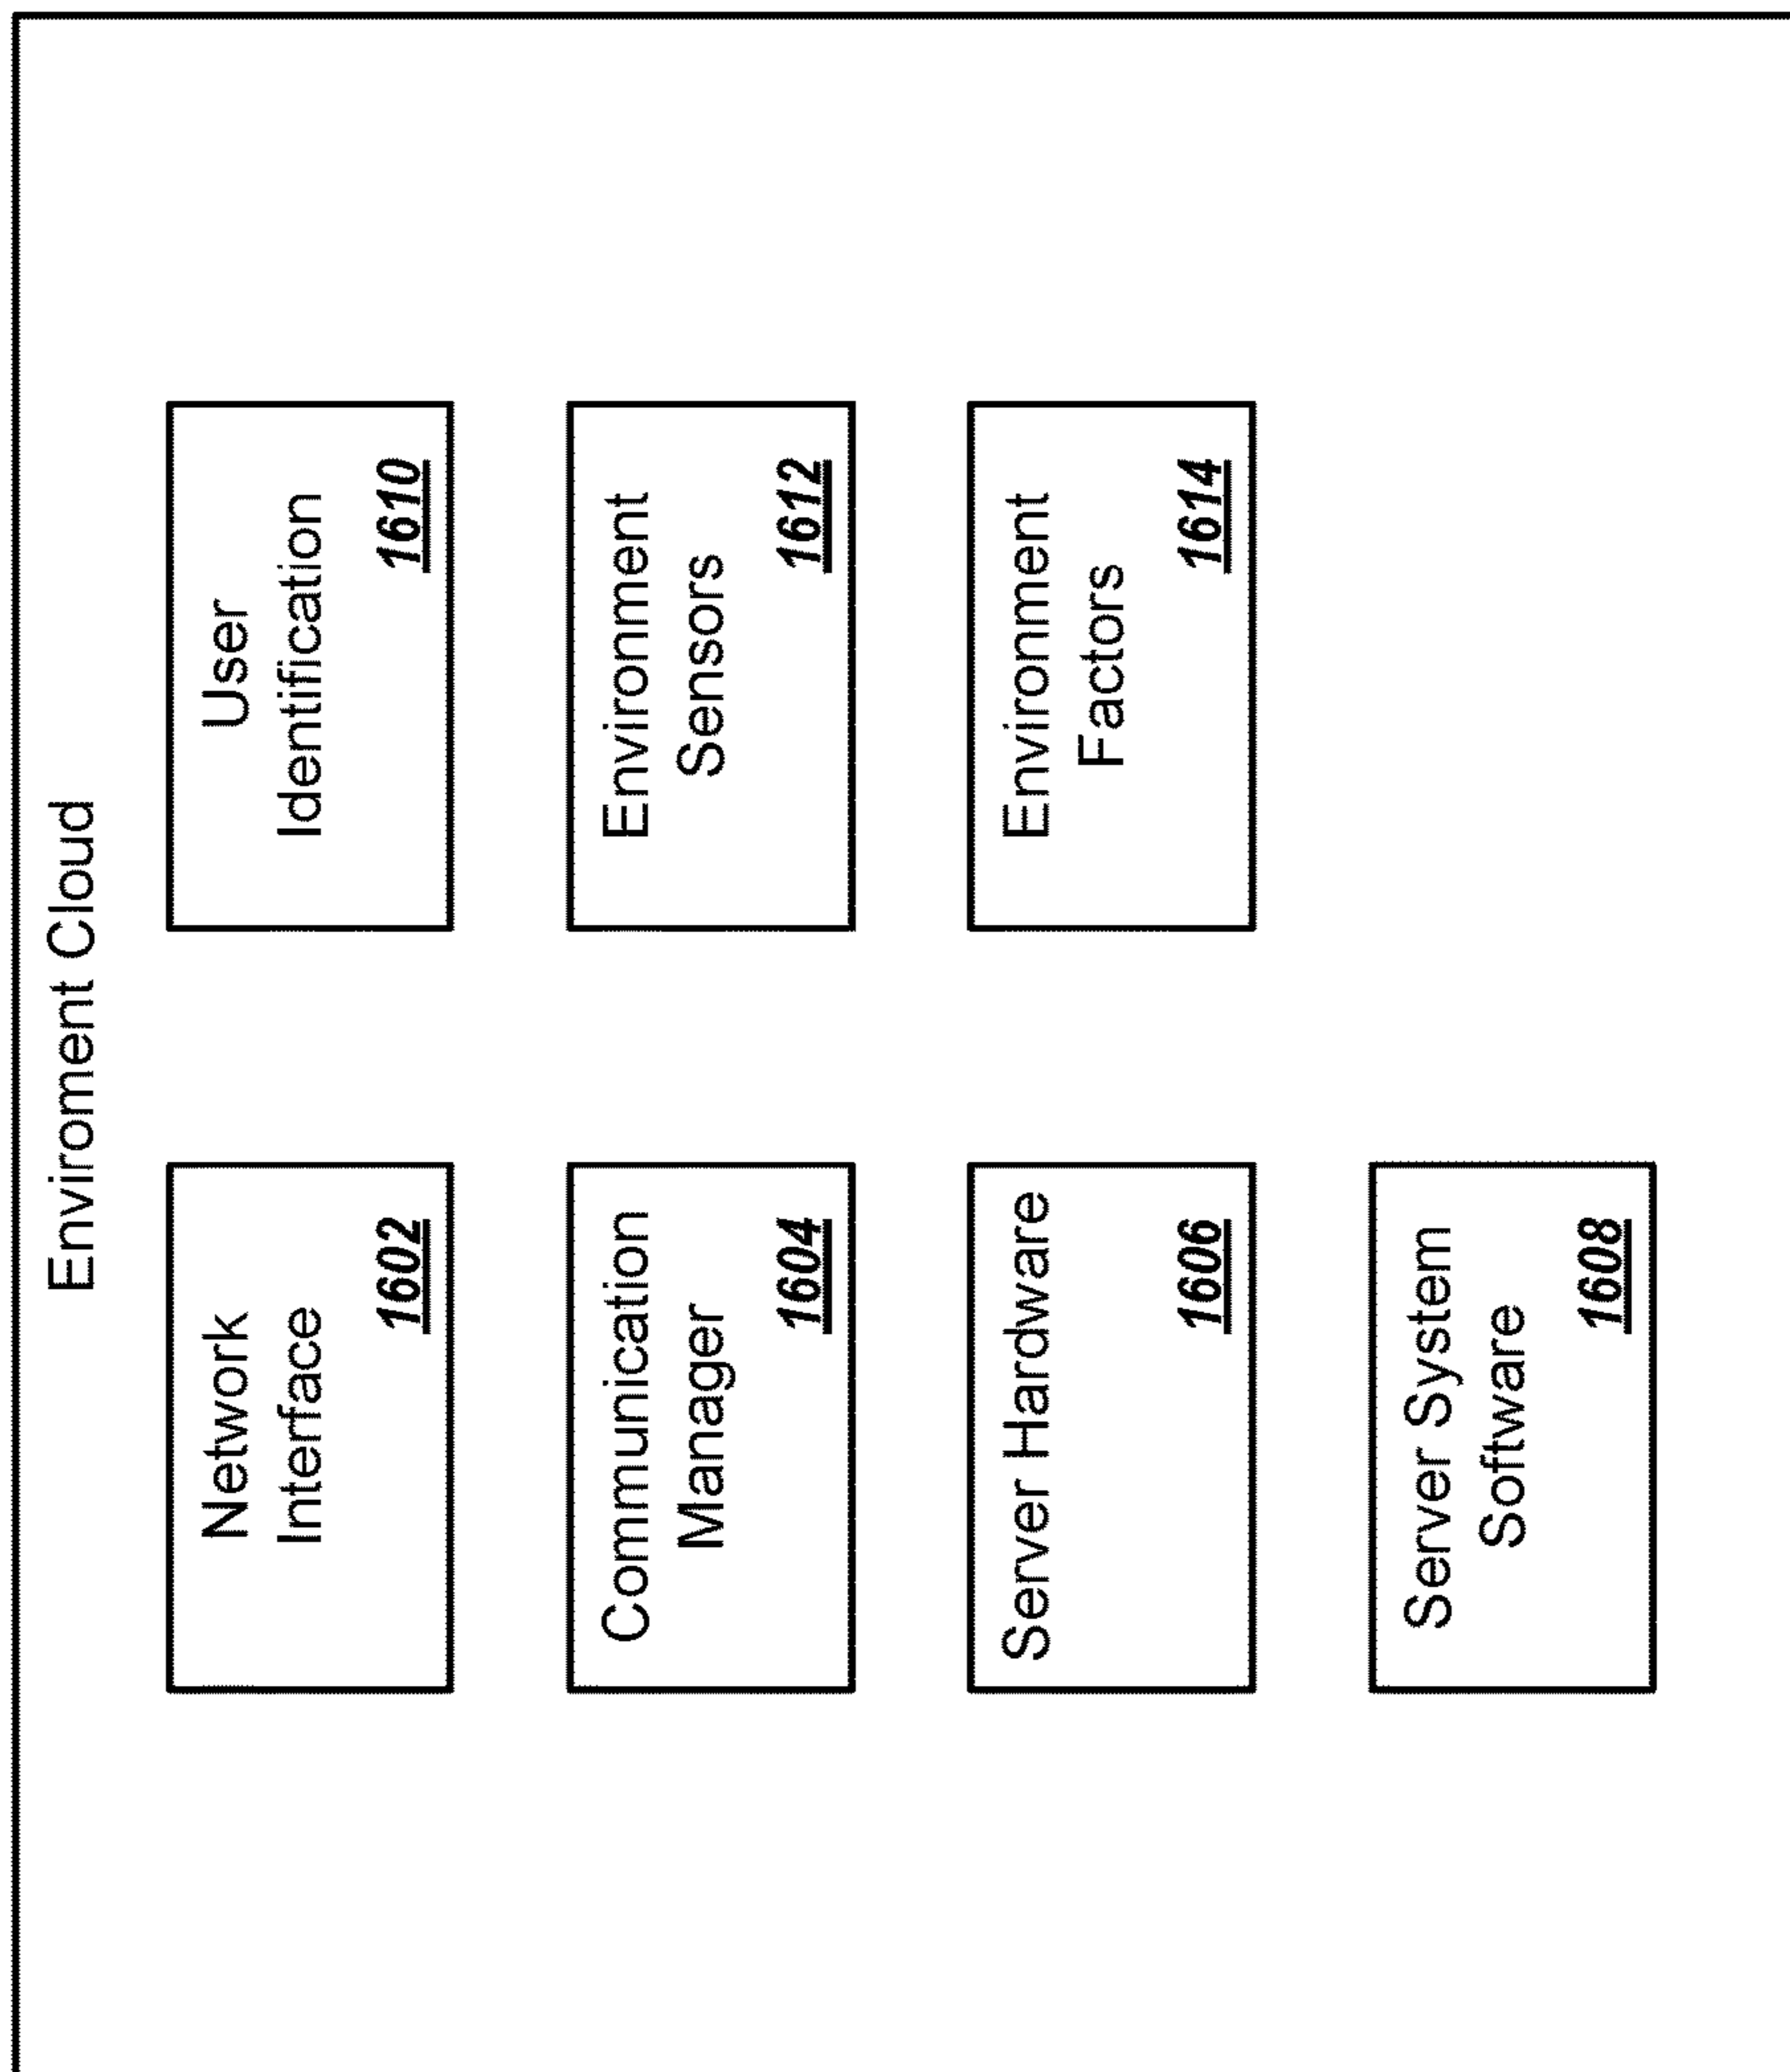 Enviroment Cloud
Network
Interface
1602
Communication
Manager
1604
Server Hardware
1606
Server System
Software
1608
User
Identification
1610
Environment
Sensors
1612
Environment
Factors
1614